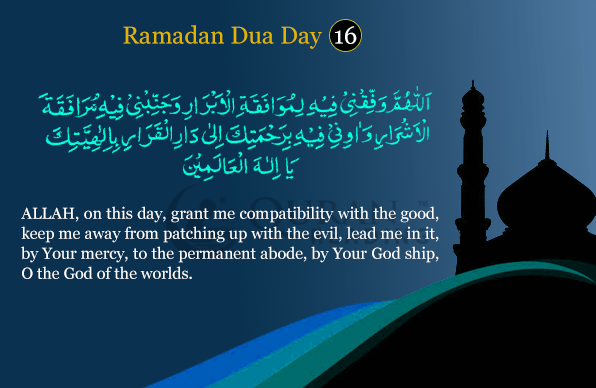 Ramadan Dua Day 16
اَللّٰهُمَّ وَفِّقْنِيْ فِيْهِ لِمُوَافَقَةِ الْاَبْرَارِ وَجَنِّبْنِيْ فِيْهِ مُرَافَقَةَ
الْاَشْرَارِ وَاٰوِنِيْ فِيْهِ بِرَحْمَتِكَ اِلىٰ دَارِ الْقَرَارِ بِاِلٰهِيَّتِكَ
يَا اِلٰهَ الْعَالَمِيْنَ
ALLAH, on this day, grant me compatibility with the good,
keep me away from patching up with the evil, lead me in it,
by Your mercy, to the permanent abode, by Your God ship,
O the God of the worlds.